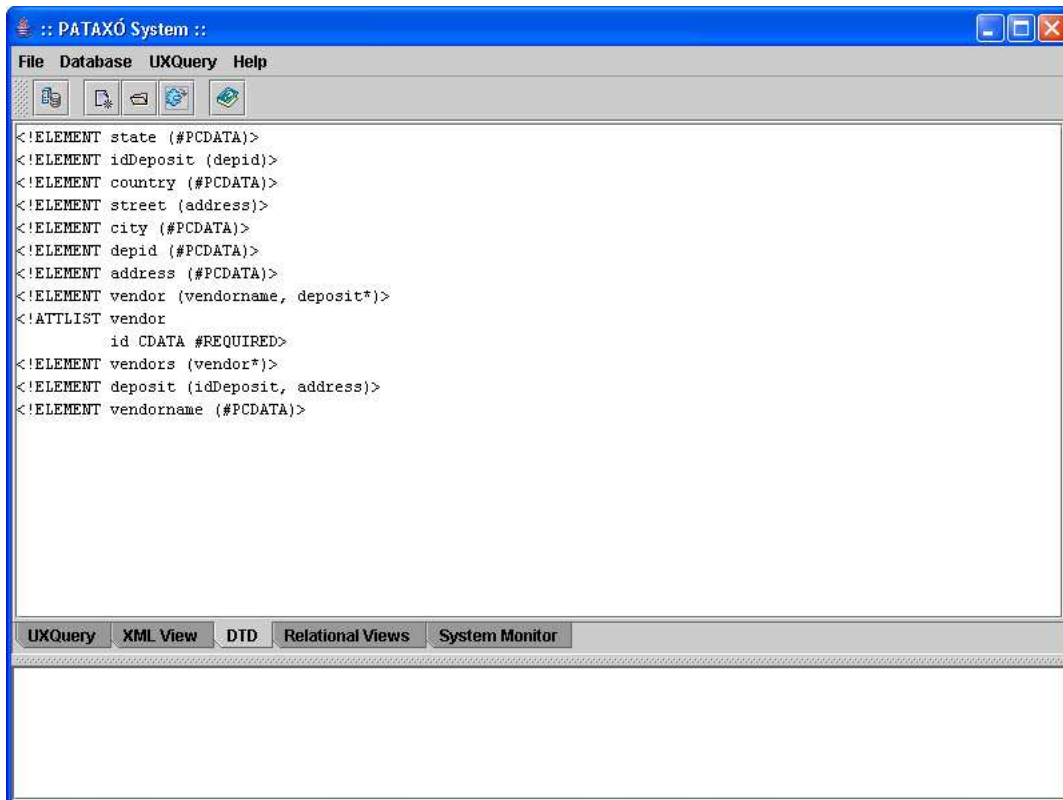 :: PATAXÓ System ::
File Database UXQuery Help
<!ELEMENT state (#PCDATA)>
<!ELEMENT idDeposit (depid)>
<!ELEMENT country (#PCDATA)>
<!ELEMENT street (address)>
<!ELEMENT city (#PCDATA)>
<!ELEMENT depid (#PCDATA)>
<!ELEMENT address (#PCDATA)>
<!ELEMENT vendor (vendorname, deposit*)>
<!ATTLIST vendor
id CDATA #REQUIRED>
<!ELEMENT vendors (vendor*)>
<!ELEMENT deposit (idDeposit, address)>
<!ELEMENT vendorname (#PCDATA)>
UXQuery XML View DTD Relational Views System Monitor